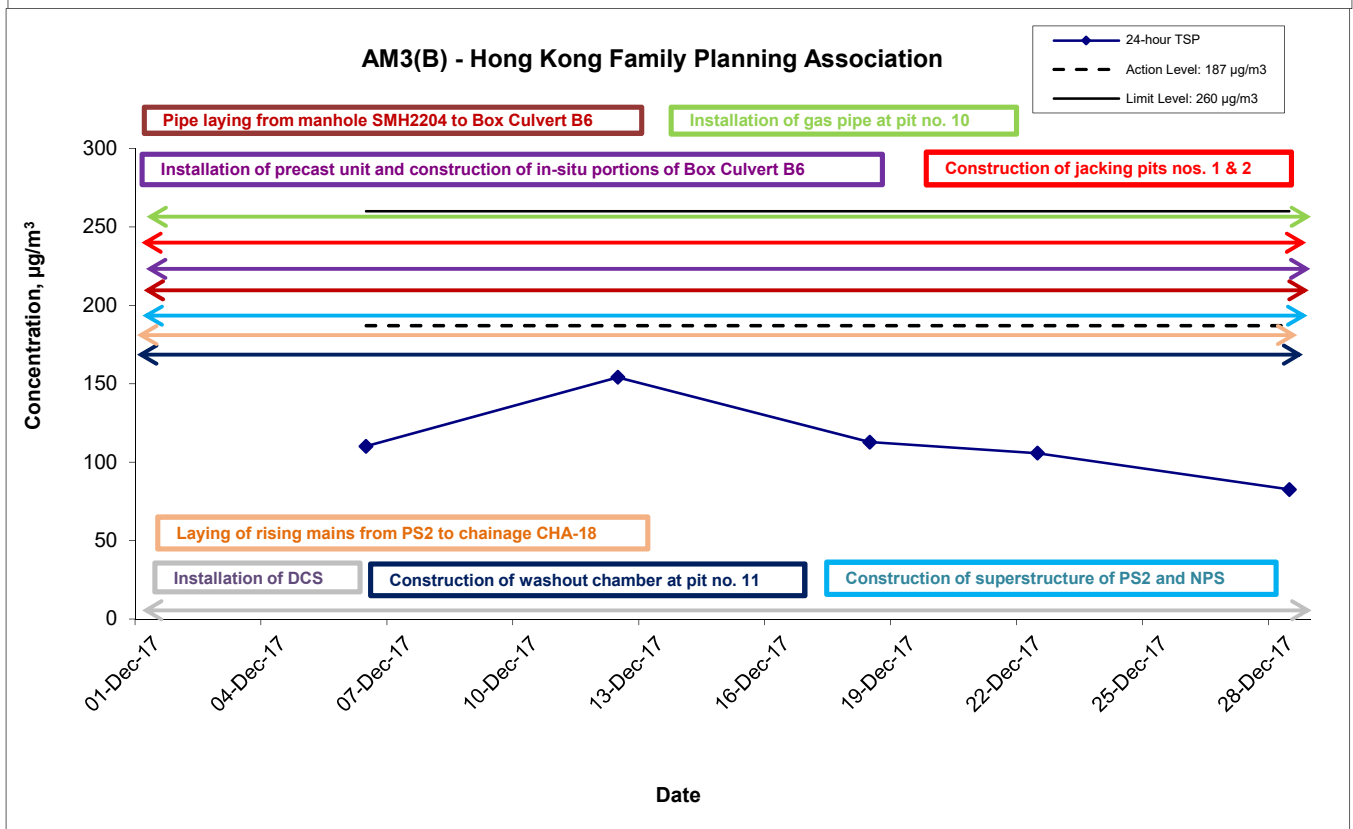 AM3(B) - Hong Kong Family Planning Association
24-hour TSP
Action Level: 187 µg/m3
Limit Level: 260 µg/m3
Pipe laying from manhole SMH2204 to Box Culvert B6
Installation of gas pipe at pit no. 10
Installation of precast unit and construction of in-situ portions of Box Culvert B6
Construction of jacking pits nos. 1 & 2
300
250
200
150
100
50
0
Concentration, µg/m³
Laying of rising mains from PS2 to chainage CHA-18
Installation of DCS
Construction of washout chamber at pit no. 11
Construction of superstructure of PS2 and NPS
01-Dec-17
04-Dec-17
07-Dec-17
10-Dec-17
13-Dec-17
16-Dec-17
19-Dec-17
22-Dec-17
25-Dec-17
28-Dec-17
Date